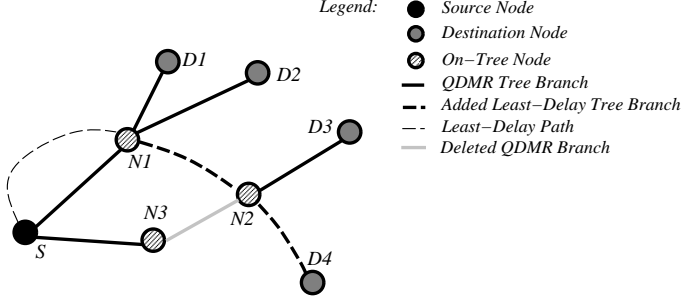 Legend:
Source Node
Destination Node
On−Tree Node
QDMR Tree Branch
Added Least−Delay Tree Branch
Least−Delay Path
Deleted QDMR Branch
D1
D2
D3
N1
N2
N3
S
D4